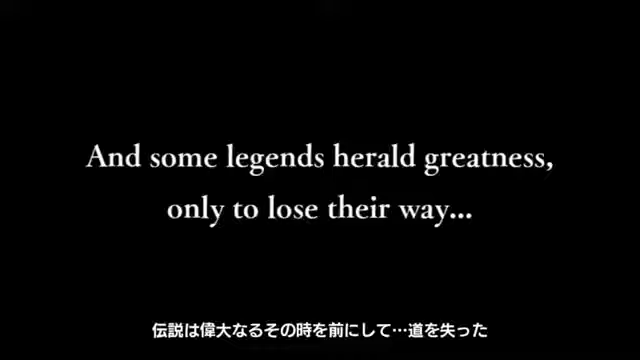 And some legends herald greatness,
only to lose their way...
伝説は偉大なるその時を前にして…道を失った